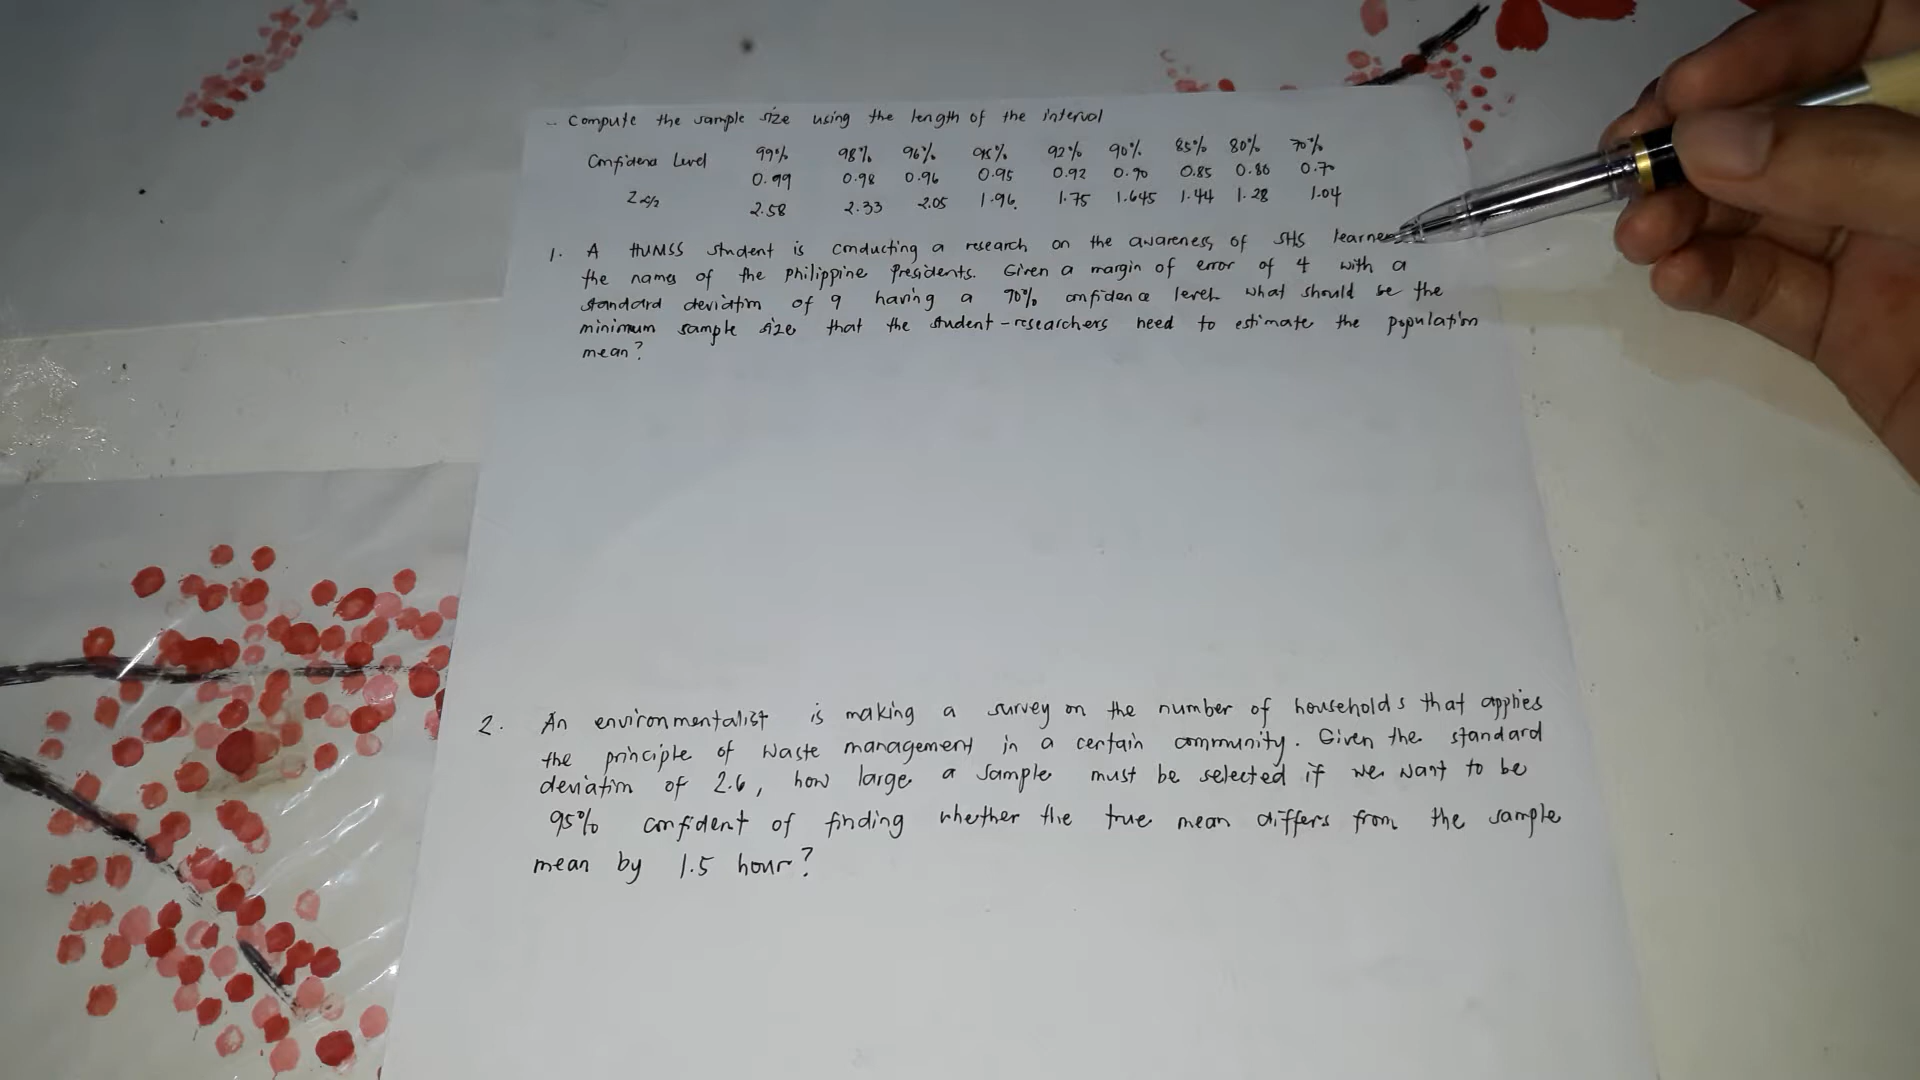 - Compute the sample size using the length of the interval
Confidence Level 99% 98% 96% 95% 92% 90% 85% 80% 70%
0.99 0.98 0.96 0.95 0.92 0.90 0.85 0.80 0.70
Zα/2 2.58 2.33 2.05 1.96. 1.75 1.645 1.44 1.28 1.04
1. A HUMSS student is conducting a research on the awareness of SHS learners
the names of the Philippine Presidents. Given a margin of error of 4 with a
standard deviation of 9 having a 90% confidence level what should be the
minimum sample size that the student-researchers need to estimate the population
mean?
2. An environmentalist is making a survey on the number of households that applies
the principle of waste management in a certain community. Given the standard
deviation of 2.6, how large a sample must be selected if we want to be
95% confident of finding whether the true mean differs from the sample
mean by 1.5 hour?